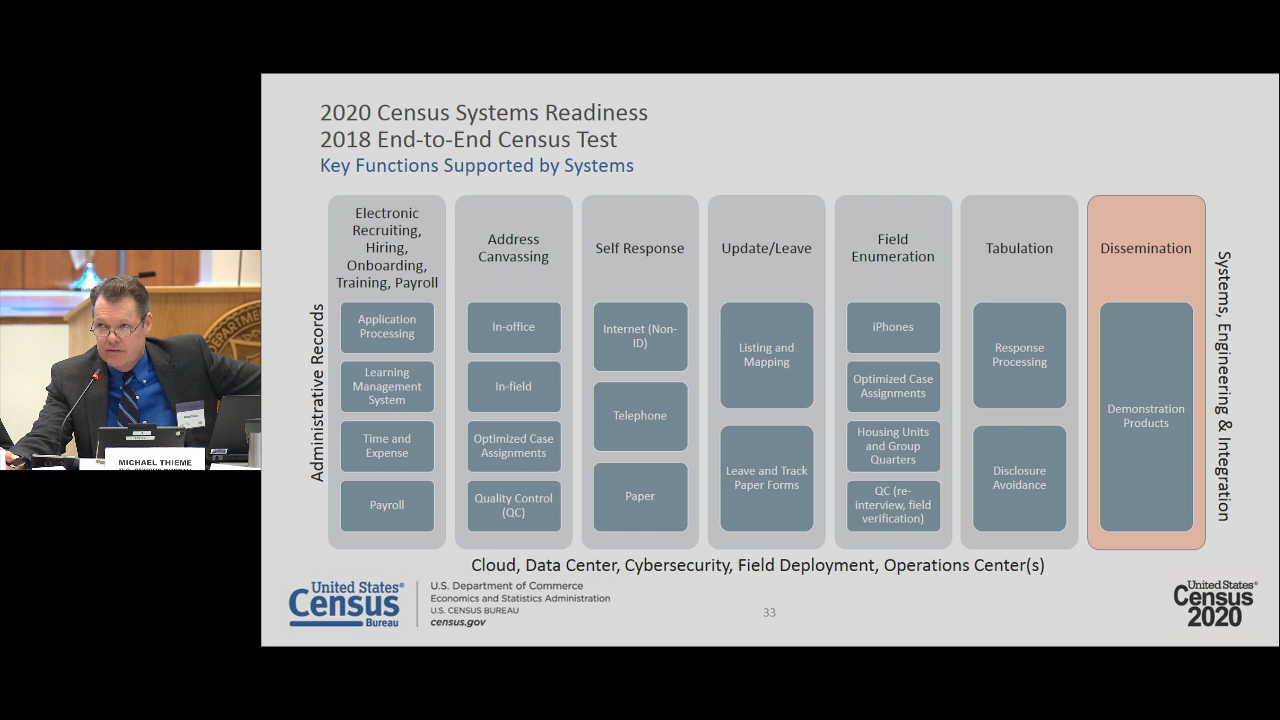 2020 Census Systems Readiness
2018 End-to-End Census Test
Key Functions Supported by Systems
Administrative Records
Electronic
Recruiting,
Hiring,
Onboarding,
Training, Payroll
Application
Processing
Learning
Management
System
Time and
Expense
Payroll
Address
Canvassing
In-office
In-field
Optimized Case
Assignments
Quality Control
(QC)
Self Response
Internet (Non-
ID)
Telephone
Paper
Update/Leave
Listing and
Mapping
Leave and Track
Paper Forms
Field
Enumeration
iPhones
Optimized Case
Assignments
Housing Units
and Group
Quarters
QC (re-
interview, field
verification)
Tabulation
Response
Processing
Disclosure
Avoidance
Dissemination
Demonstration
Products
Systems, Engineering & Integration
Cloud, Data Center, Cybersecurity, Field Deployment, Operations Center(s)
United States®
Census
Bureau
U.S. Department of Commerce
Economics and Statistics Administration
U.S. CENSUS BUREAU
census.gov
33
United States®
Census
2020
MICHAEL THIEME